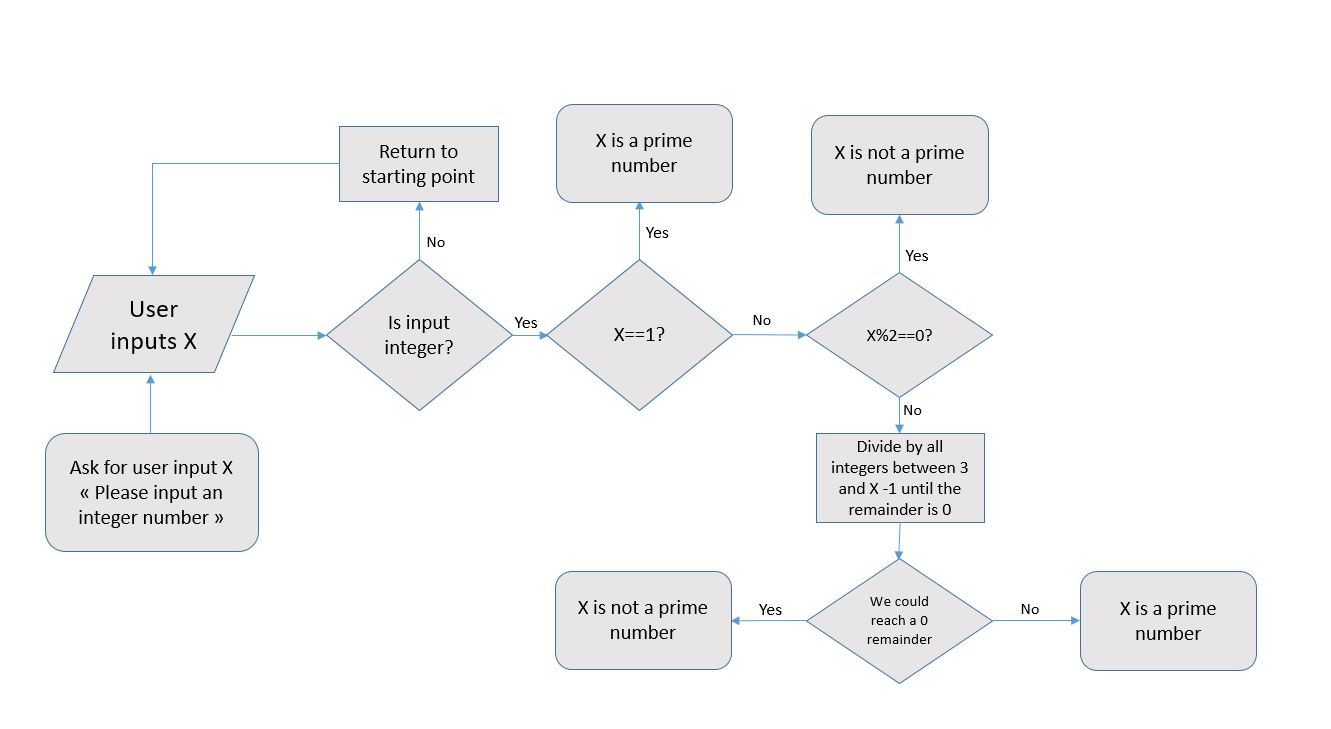 Return to
starting point
X is a prime
number
X is not a prime
number
No
Yes
Yes
User
inputs X
Is input
integer?
Yes
X==1?
No
X%2==0?
No
Ask for user input X
« Please input an
integer number »
Divide by all
integers between 3
and X -1 until the
remainder is 0
X is not a prime
number
Yes
We could
reach a 0
remainder
No
X is a prime
number